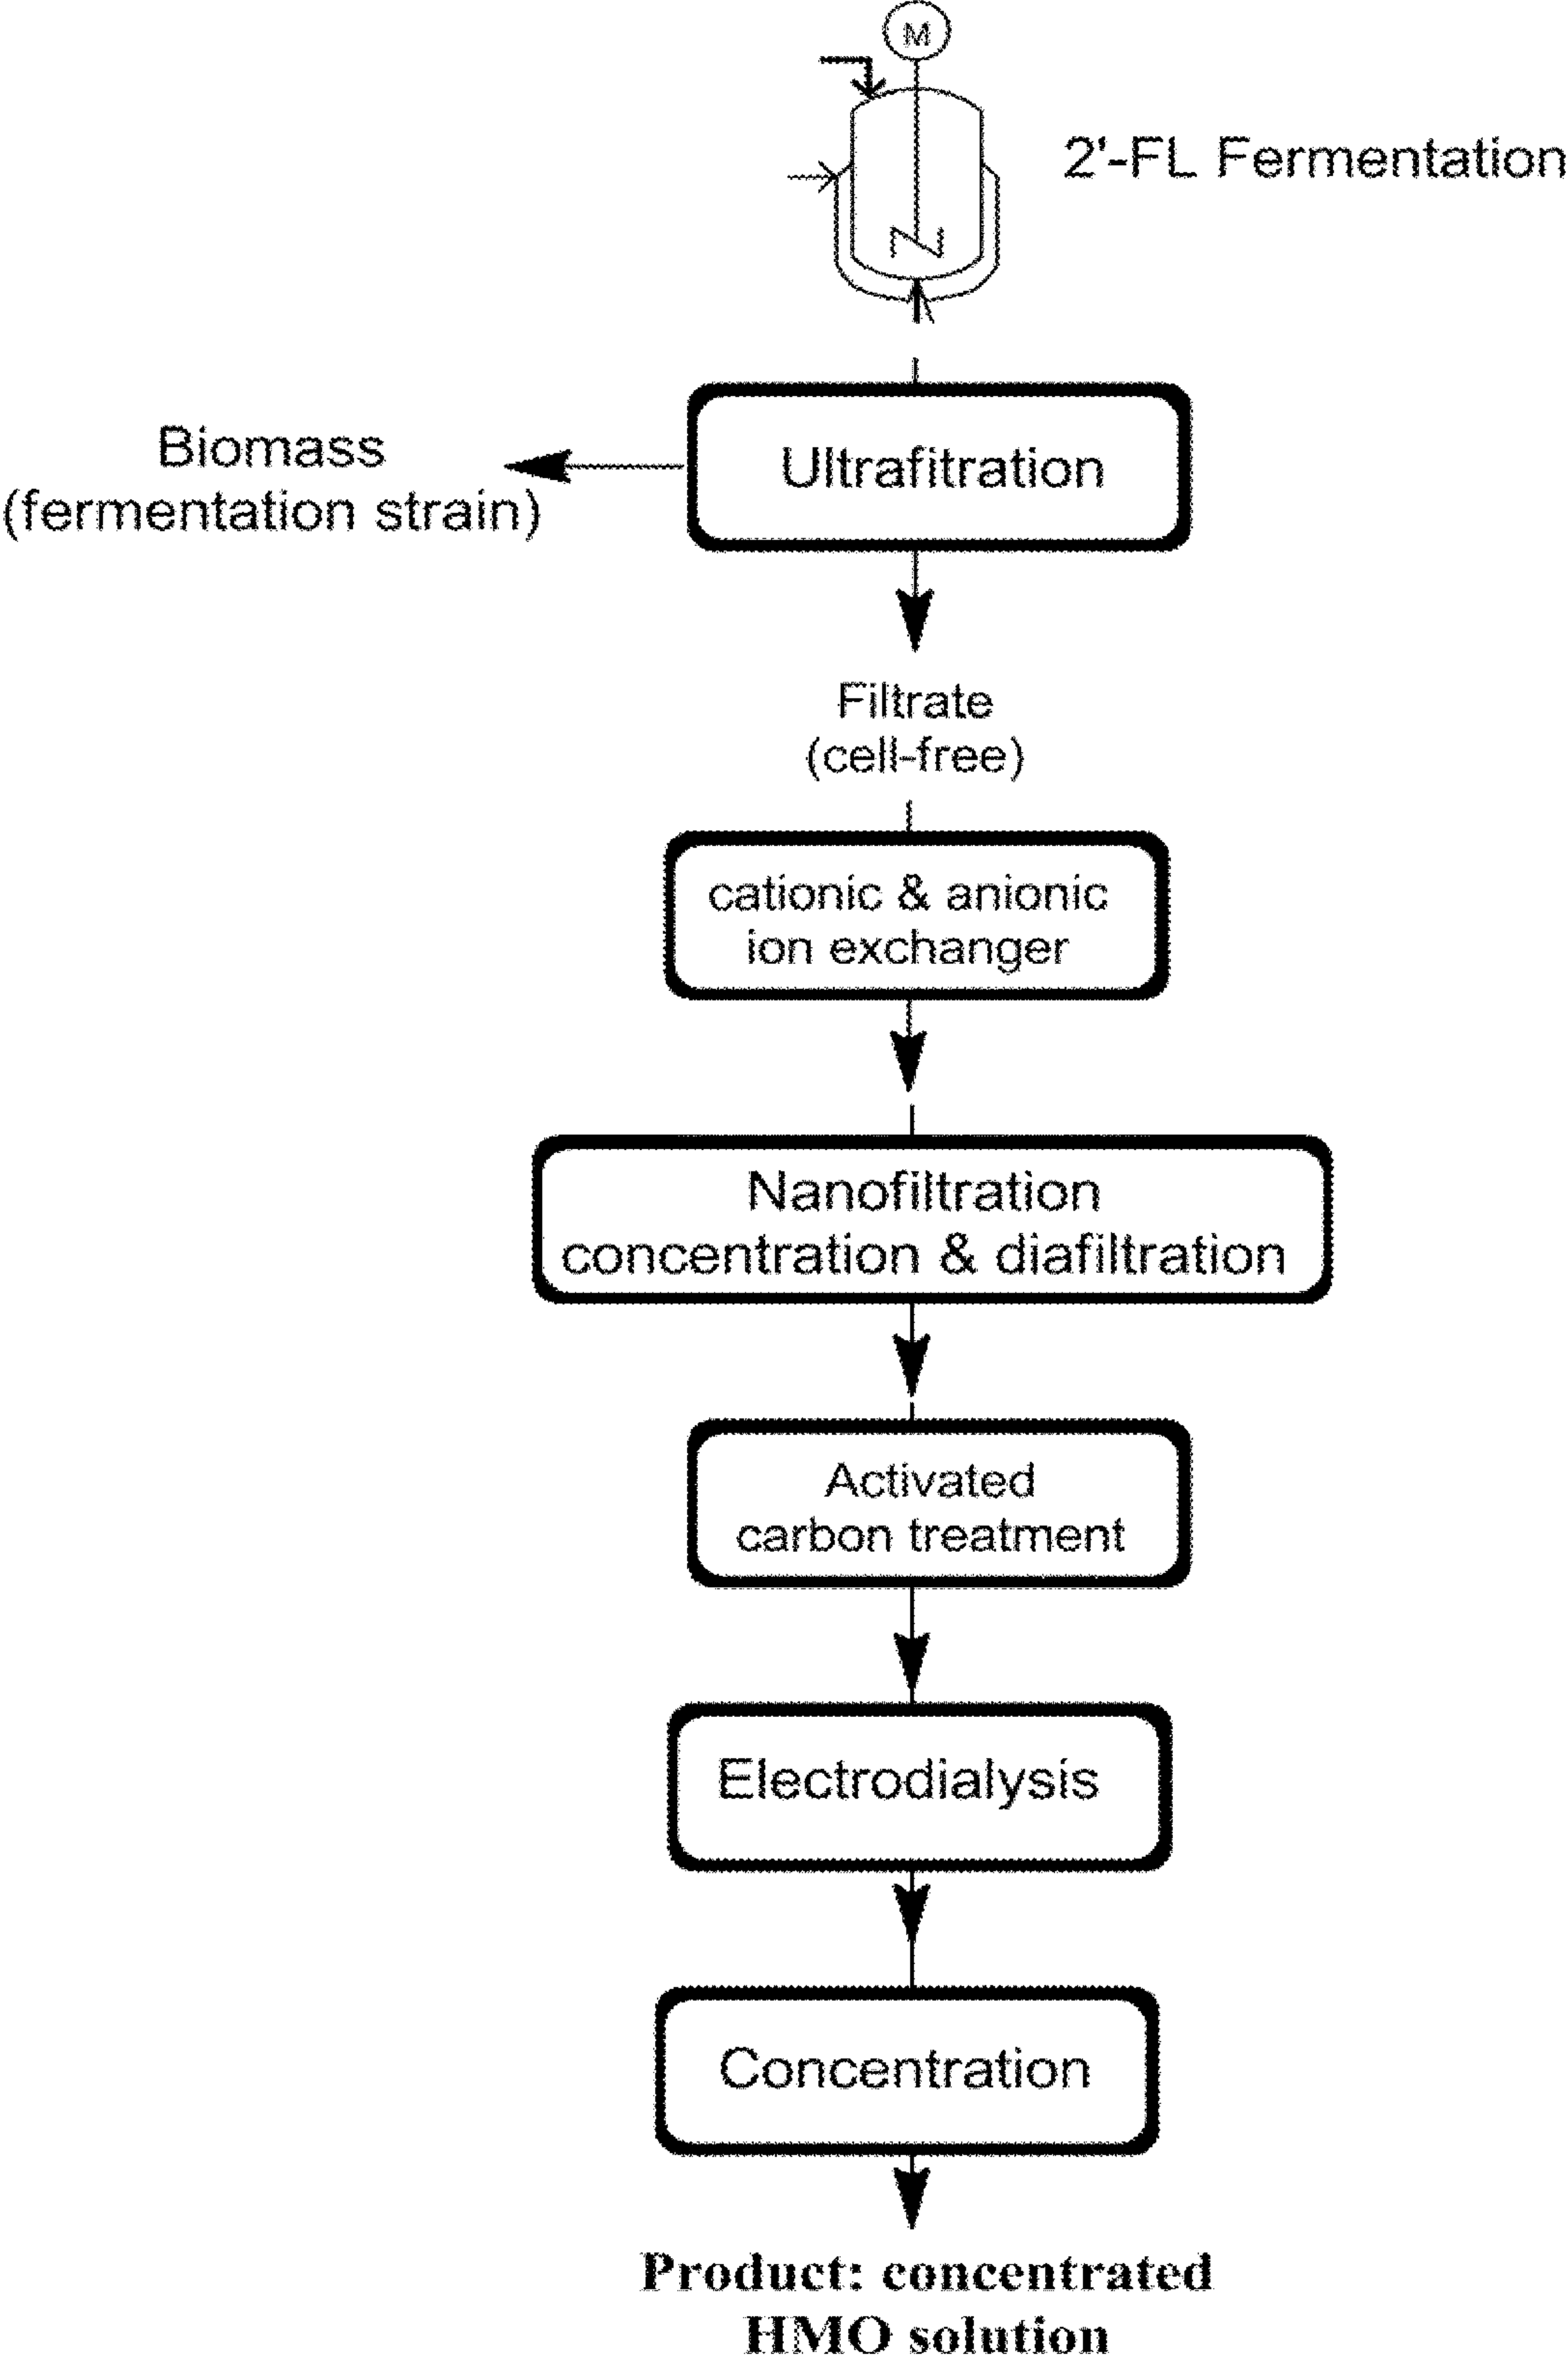 M
2'-FL Fermentation
Ultrafitration
Biomass
(fermentation strain)
Filtrate
(cell-free)
cationic & anionic
ion exchanger
Nanofiltration
concentration & diafiltration
Activated
carbon treatment
Electrodialysis
Concentration
Product: concentrated
HMO solution